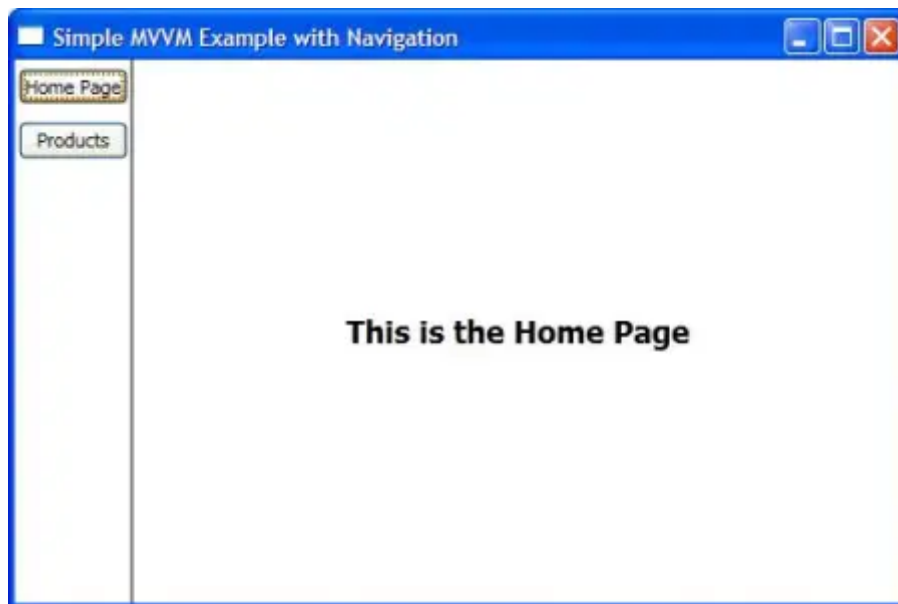 Simple MVVM Example with Navigation
Home Page
Products
This is the Home Page